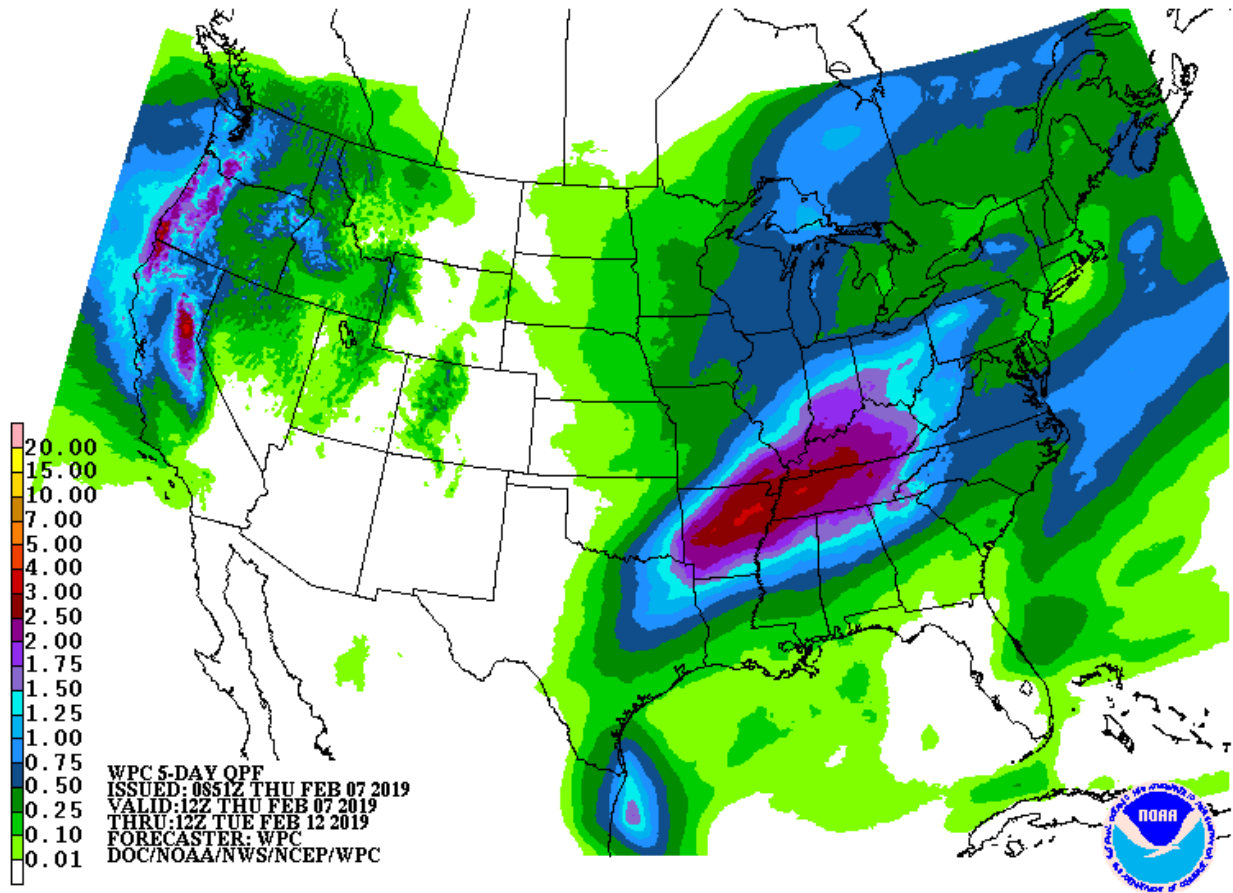 20.00
15.00
10.00
7.00
5.00
4.00
3.00
2.50
2.00
1.75
1.50
1.25
1.00
0.75
0.50
0.25
0.10
0.01
WPC 5-DAY QPF
ISSUED: 0851Z THU FEB 07 2019
VALID:12Z THU FEB 07 2019
THRU:12Z TUE FEB 12 2019
FORECASTER: WPC
DOC/NOAA/NWS/NCEP/WPC
NOAA